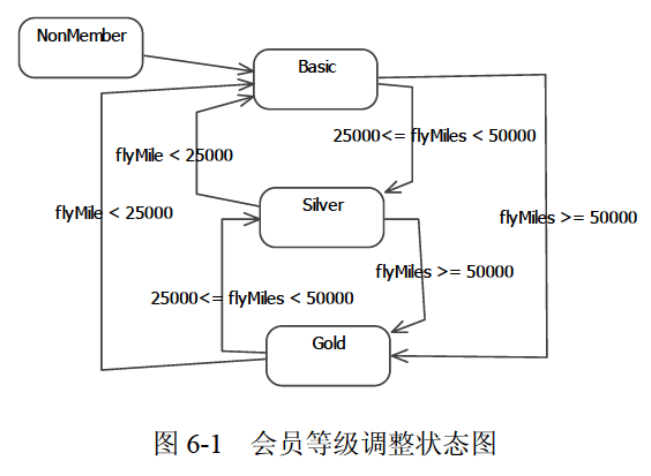 NonMember
Basic
25000<= flyMiles < 50000
flyMile < 25000
Silver
flyMile < 25000
flyMiles >= 50000
flyMiles >= 50000
25000<= flyMiles < 50000
Gold
图 6-1 会员等级调整状态图